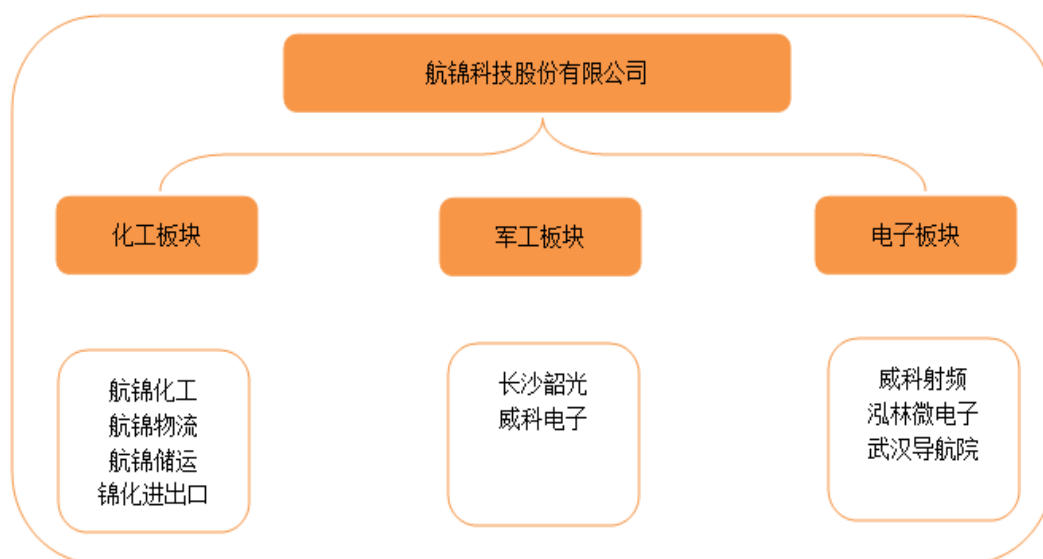 航锦科技股份有限公司
化工板块
军工板块
电子板块
航锦化工
航锦物流
航锦储运
锦化进出口
长沙韶光
威科电子
威科射频
泓林微电子
武汉导航院